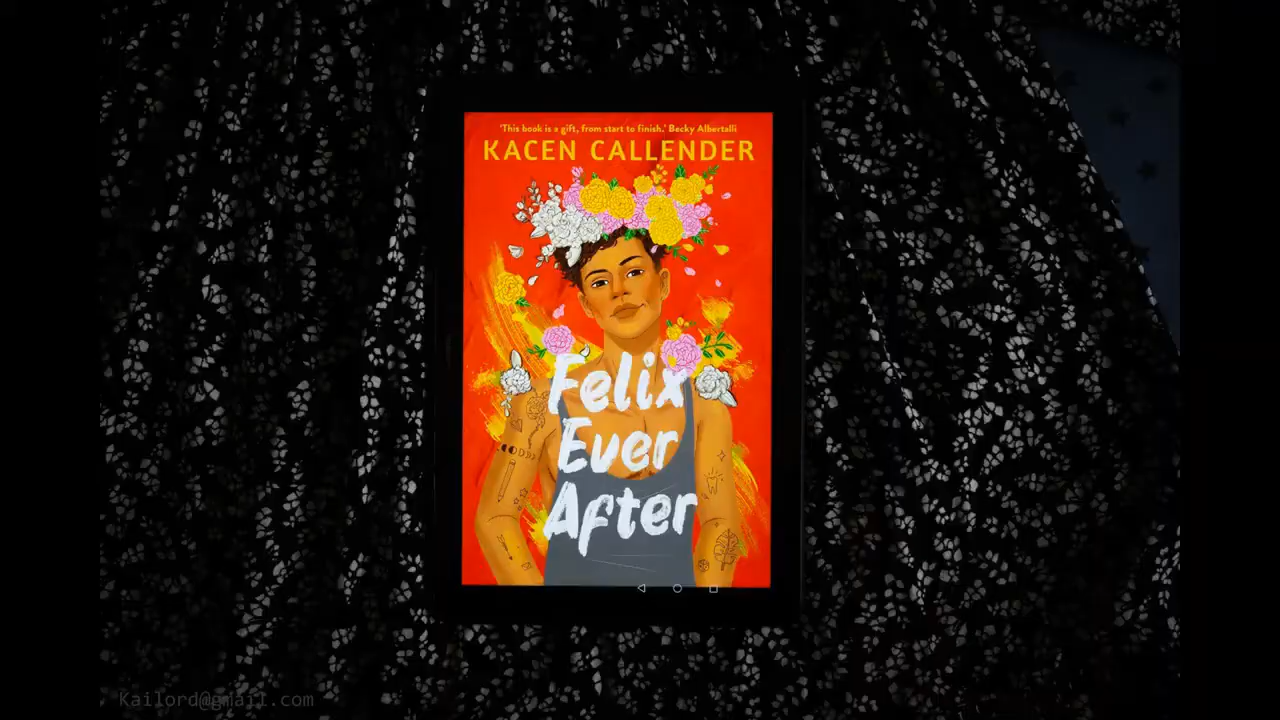 'This book is a gift, from start to finish.' Becky Albertalli
KACEN CALLENDER
Felix
Ever
After
Kailord@gmail.com